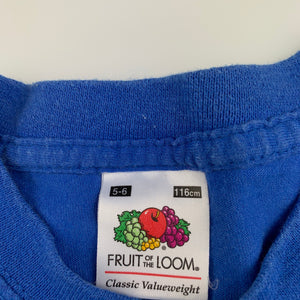 5-6 116cm
FRUIT OF THE LOOM®
Classic Valueweight